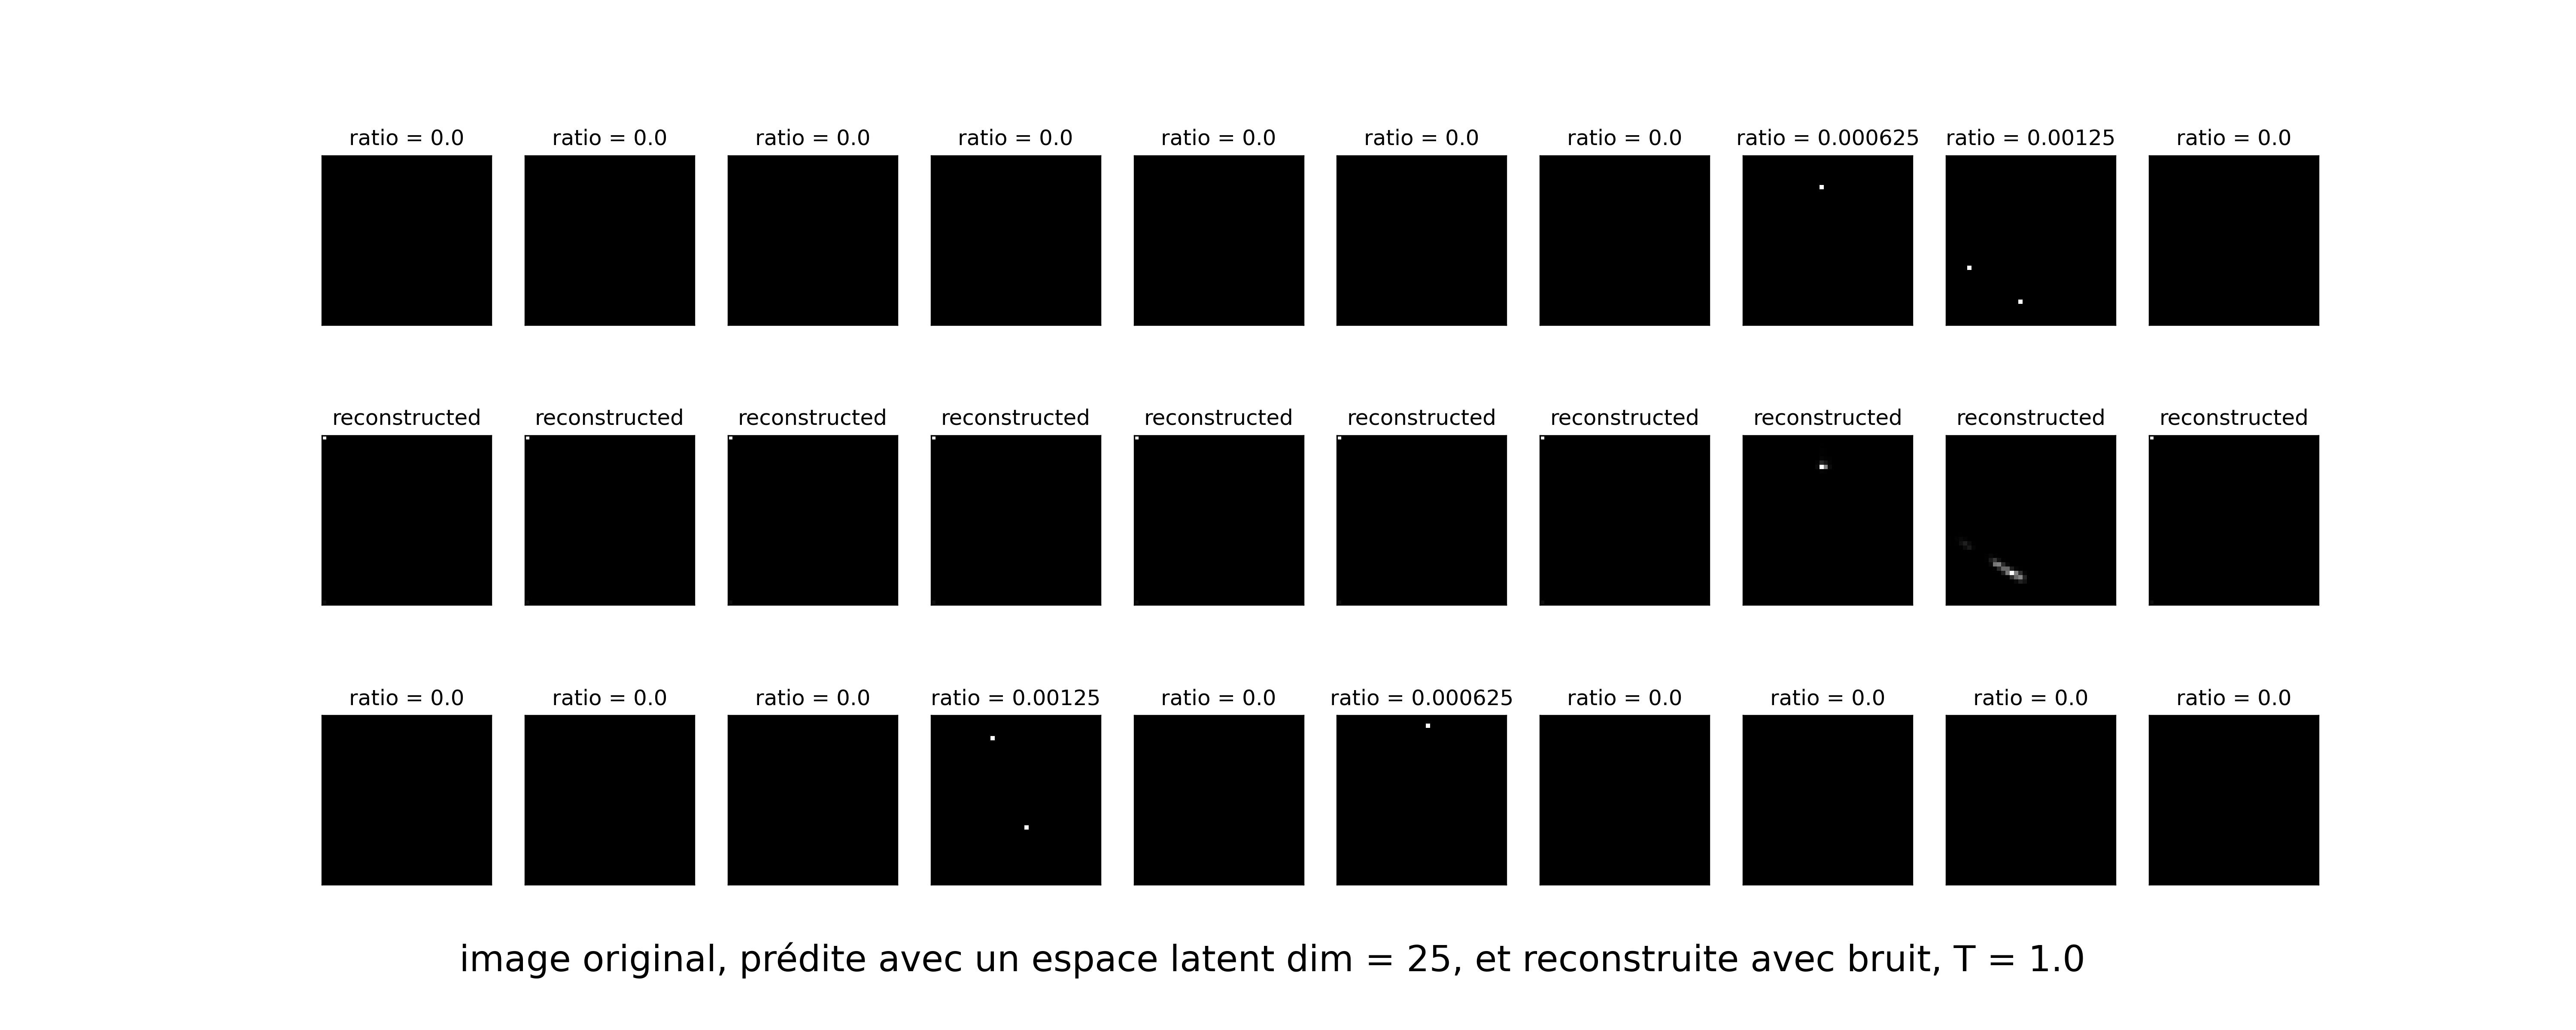 ratio = 0.0 ratio = 0.0 ratio = 0.0 ratio = 0.0 ratio = 0.0 ratio = 0.0 ratio = 0.0 ratio = 0.000625 ratio = 0.00125 ratio = 0.0
reconstructed reconstructed reconstructed reconstructed reconstructed reconstructed reconstructed reconstructed reconstructed reconstructed
ratio = 0.0 ratio = 0.0 ratio = 0.0 ratio = 0.00125 ratio = 0.0 ratio = 0.000625 ratio = 0.0 ratio = 0.0 ratio = 0.0 ratio = 0.0
image original, prédite avec un espace latent dim = 25, et reconstruite avec bruit, T = 1.0